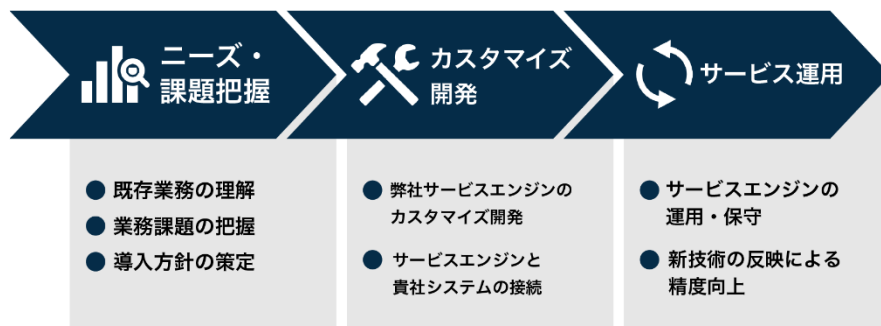 ニーズ・
課題把握
カスタマイズ
開発
サービス運用
● 既存業務の理解
● 業務課題の把握
● 導入方針の策定
● 弊社サービスエンジンの
カスタマイズ開発
● サービスエンジンと
貴社システムの接続
● サービスエンジンの
運用・保守
● 新技術の反映による
精度向上